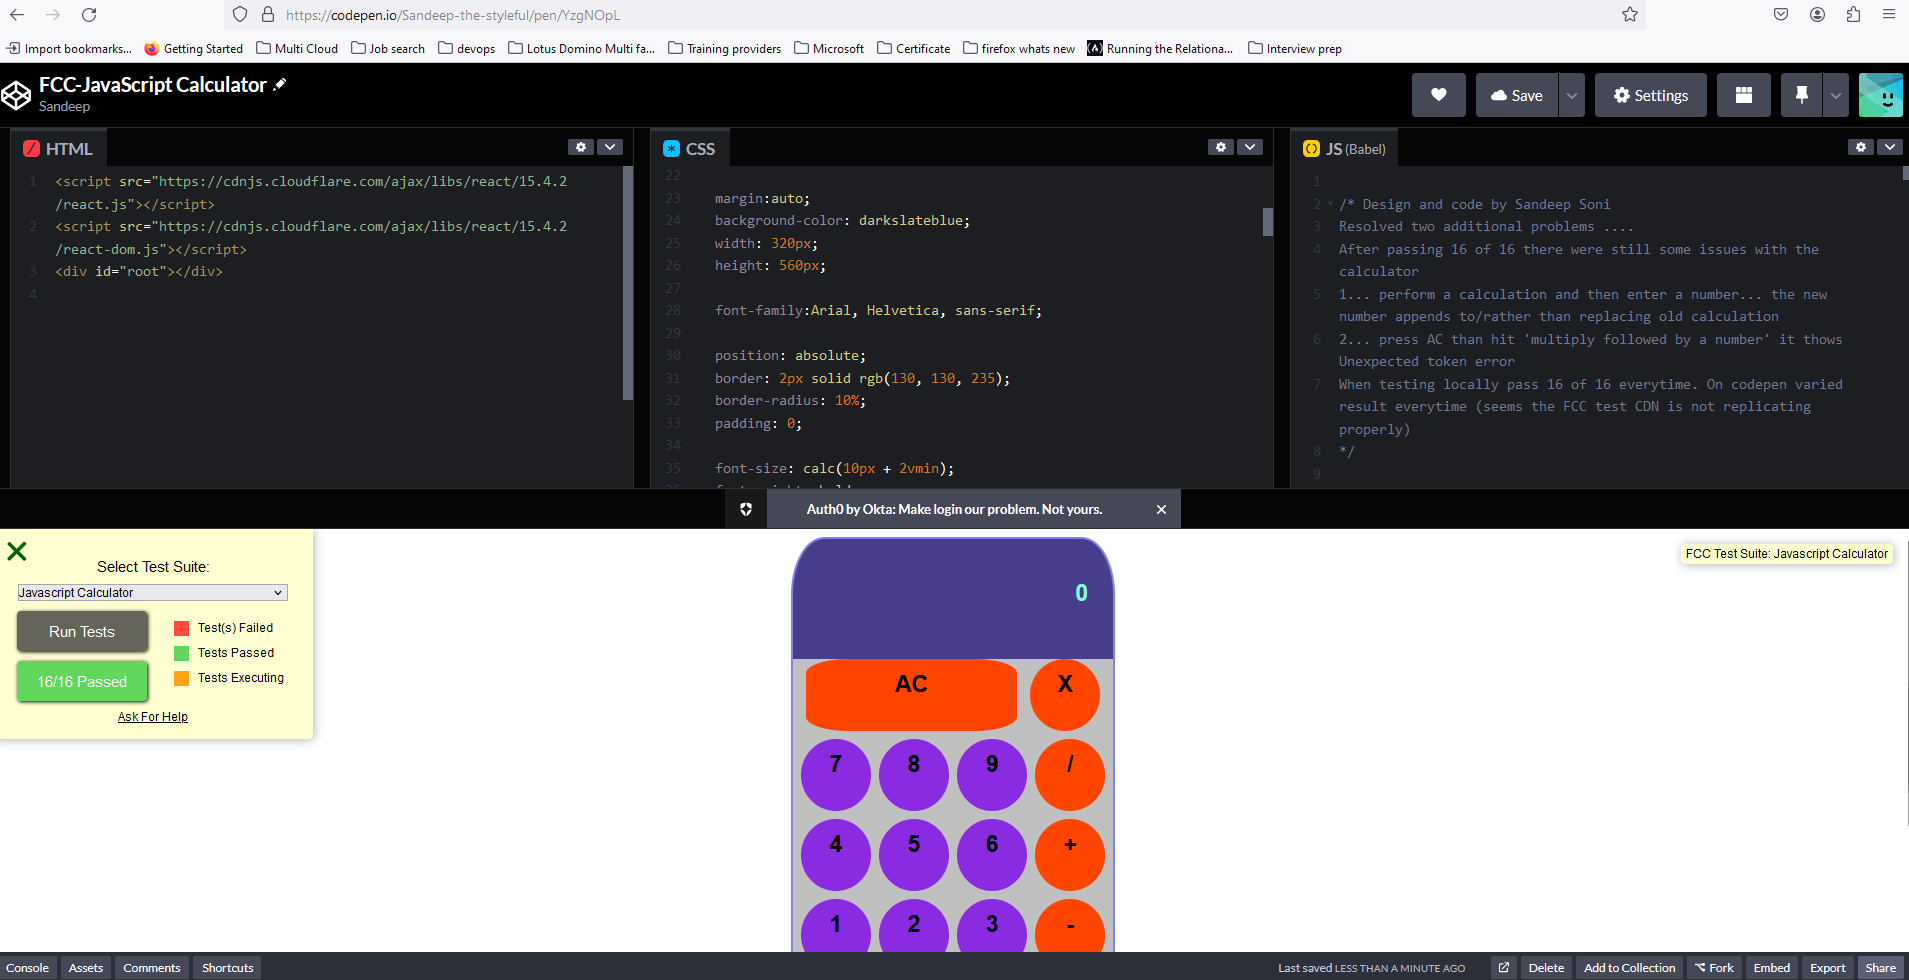 https://codepen.io/Sandeep-the-styleful/pen/YzgNOpL
Import bookmarks... Getting Started Multi Cloud Job search devops Lotus Domino Multi fa... Training providers Microsoft Certificate firefox whats new Running the Relationa... Interview prep
FCC-JavaScript Calculator
Sandeep
Save
Settings
HTML
1 <script src="https://cdnjs.cloudflare.com/ajax/libs/react/15.4.2
/react.js"></script>
2 <script src="https://cdnjs.cloudflare.com/ajax/libs/react/15.4.2
/react-dom.js"></script>
3 <div id="root"></div>
4
CSS
22
23 margin:auto;
24 background-color: darkslateblue;
25 width: 320px;
26 height: 560px;
27
28 font-family:Arial, Helvetica, sans-serif;
29
30 position: absolute;
31 border: 2px solid rgb(130, 130, 235);
32 border-radius: 10%;
33 padding: 0;
34
35 font-size: calc(10px + 2vmin);
JS (Babel)
1
2 /* Design and code by Sandeep Soni
3 Resolved two additional problems ....
4 After passing 16 of 16 there were still some issues with the
calculator
5 1... perform a calculation and then enter a number... the new
number appends to/rather than replacing old calculation
6 2... press AC than hit 'multiply followed by a number' it thows
Unexpected token error
7 When testing locally pass 16 of 16 everytime. On codepen varied
result everytime (seems the FCC test CDN is not replicating
properly)
8 */
9
Auth0 by Okta: Make login our problem. Not yours.
Select Test Suite:
Javascript Calculator
Run Tests
16/16 Passed
Test(s) Failed
Tests Passed
Tests Executing
Ask For Help
FCC Test Suite: Javascript Calculator
0
AC X
7 8 9 /
4 5 6 +
1 2 3 -
Console Assets Comments Shortcuts
Last saved LESS THAN A MINUTE AGO
Delete Add to Collection Fork Embed Export Share